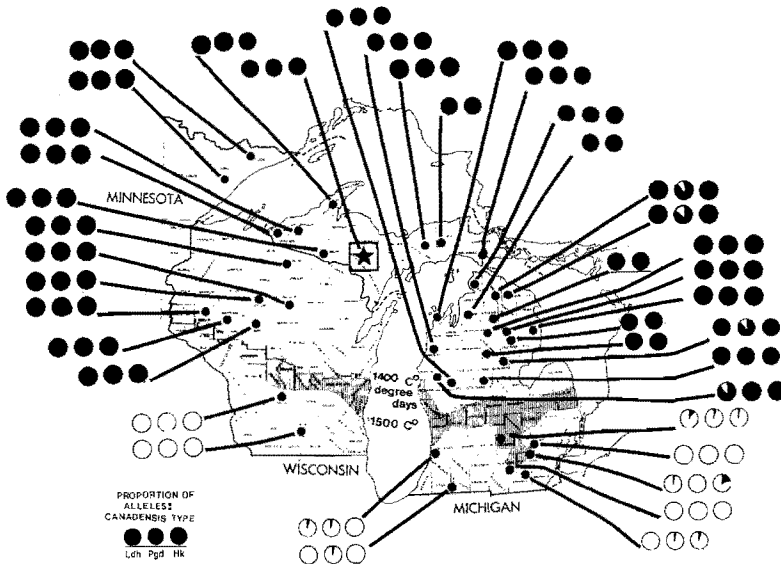 MINNESOTA
1400 C°
degree
days
1500 C°
WISCONSIN
MICHIGAN
PROPORTION OF
ALLELES:
CANADENSIS TYPE
Ldh Pgd Hk